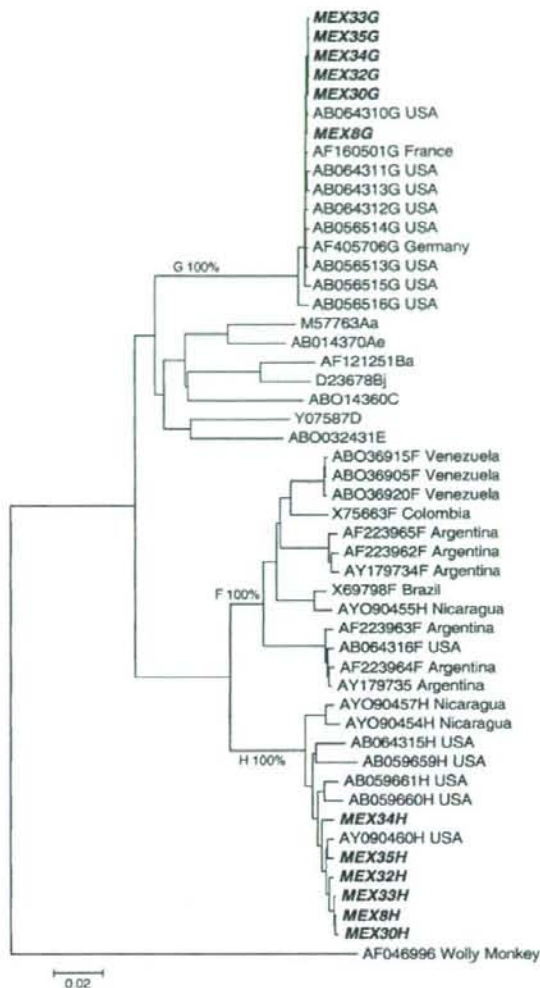 MEX33G
MEX35G
MEX34G
MEX32G
MEX30G
AB064310G USA
MEX8G
AF160501G France
AB064311G USA
AB064313G USA
AB064312G USA
AB056514G USA
AF405706G Germany
AB056513G USA
G 100%
AB056515G USA
AB056516G USA
M57763Aa
AB014370Ae
AF121251Ba
D23678Bj
ABO14360C
Y07587D
ABO032431E
ABO36915F Venezuela
ABO36905F Venezuela
ABO36920F Venezuela
X75663F Colombia
AF223965F Argentina
AF223962F Argentina
AY179734F Argentina
F 100%
X69798F Brazil
AYO90455H Nicaragua
AF223963F Argentina
AB064316F USA
AF223964F Argentina
AY179735 Argentina
AYO90457H Nicaragua
AYO90454H Nicaragua
AB064315H USA
H 100%
AB059659H USA
AB059661H USA
AB059660H USA
MEX34H
AY090460H USA
MEX35H
MEX32H
MEX33H
MEX8H
MEX30H
AF046996 Wolly Monkey
0.02